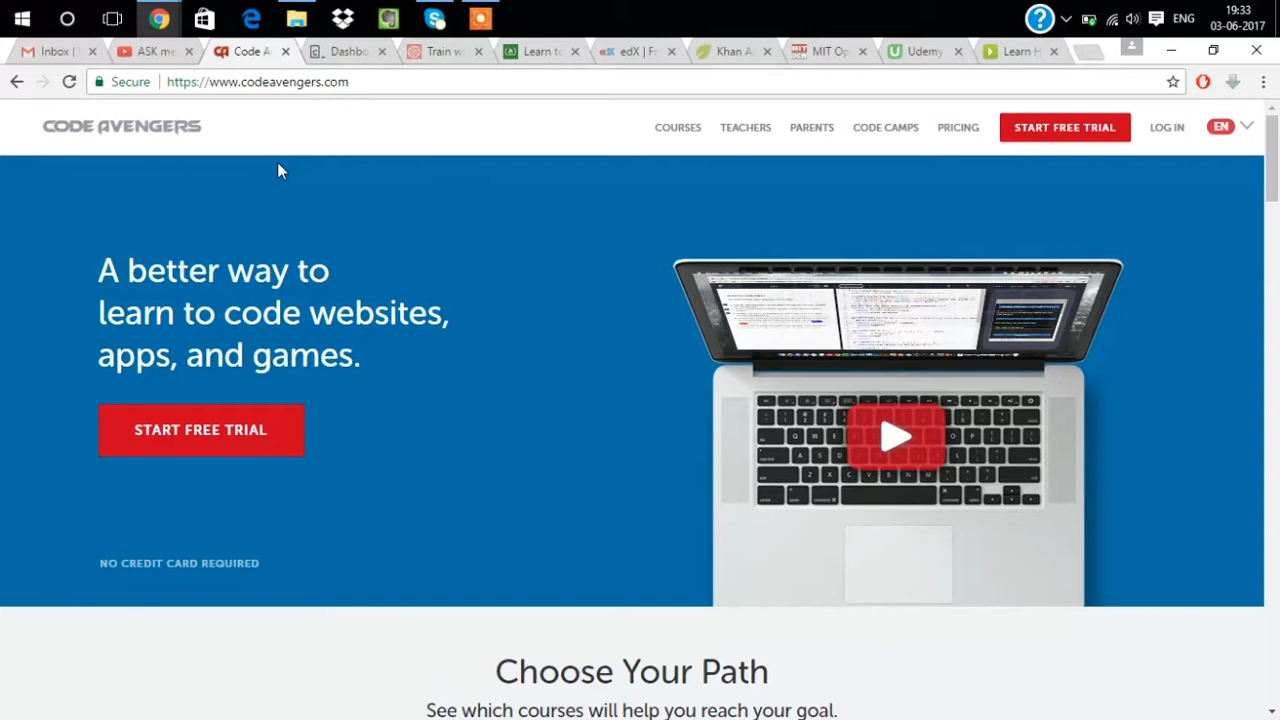 19:33
ENG
03-06-2017
Inbox (
ASK me
Code A
Dashbo
Train w
Learn to
edX | Fr
Khan A
MIT Op
Udemy
Learn H
Secure
https://www.codeavengers.com
CODE AVENGERS
COURSES
TEACHERS
PARENTS
CODE CAMPS
PRICING
START FREE TRIAL
LOG IN
EN
A better way to
learn to code websites,
apps, and games.
START FREE TRIAL
NO CREDIT CARD REQUIRED
Choose Your Path
See which courses will help you reach your goal.